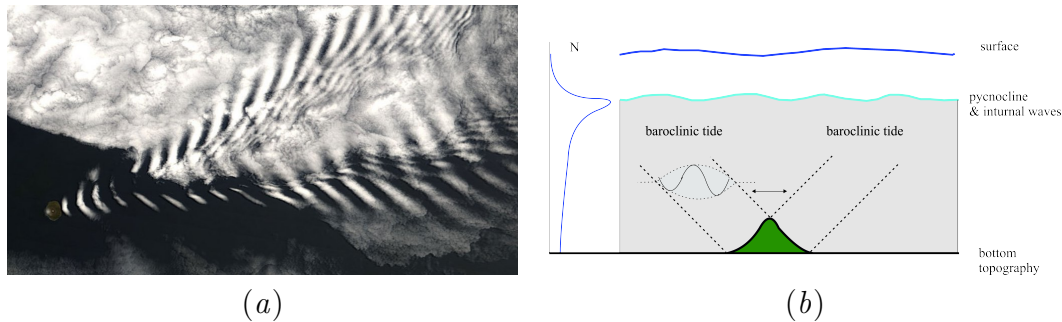 N
surface
pycnocline
& inturnal waves
baroclinic tide
baroclinic tide
bottom
topography
(a)
(b)